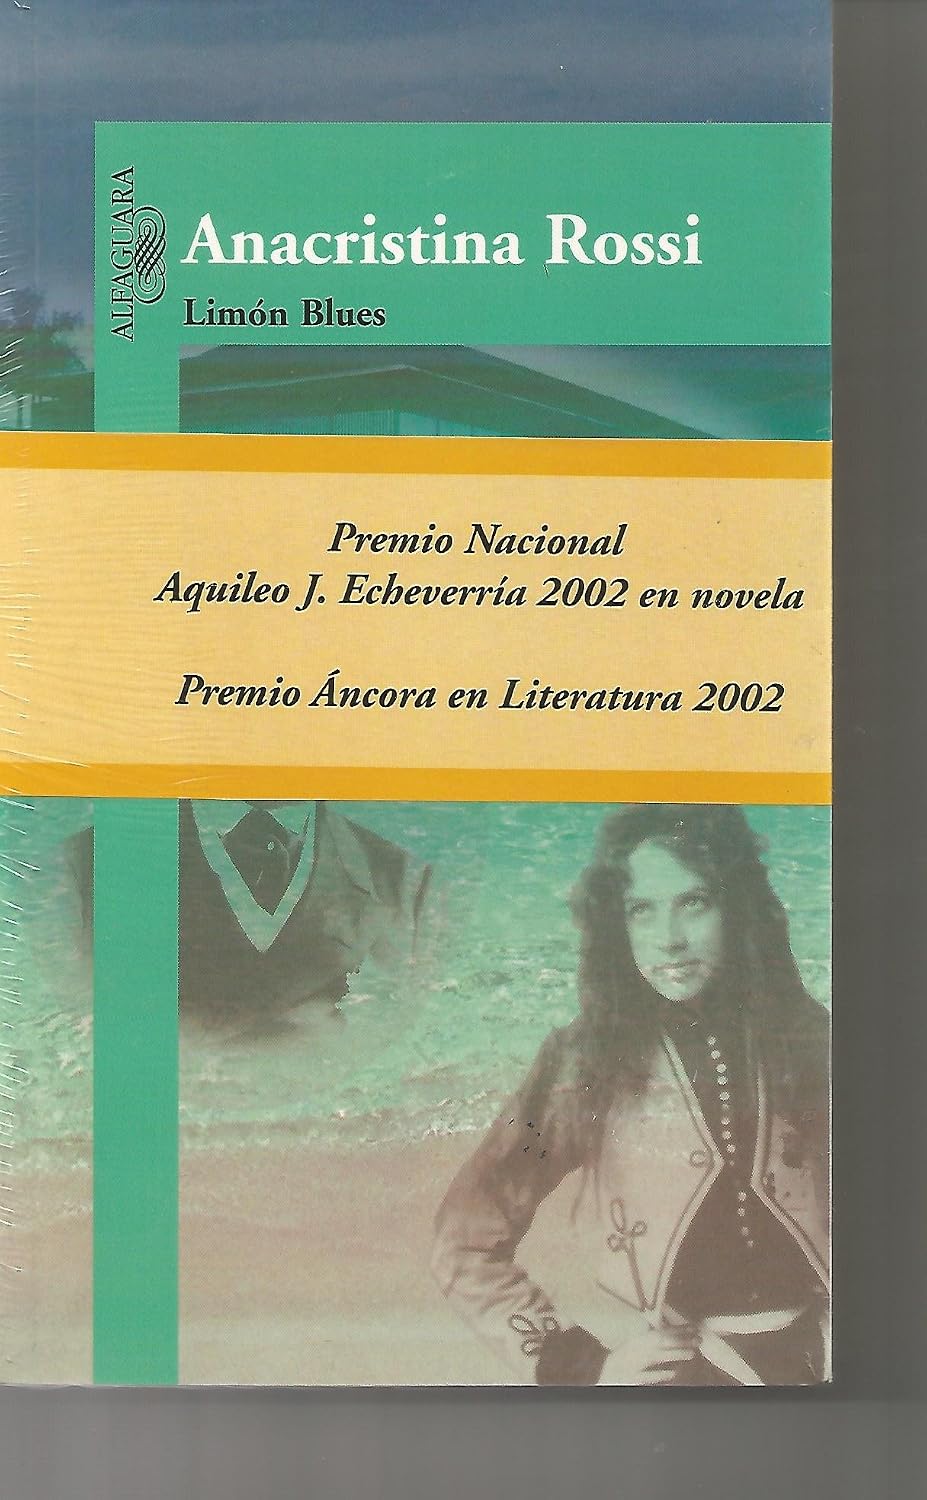 ALFAGUARA
Anacristina Rossi
Limón Blues
Premio Nacional
Aquileo J. Echeverría 2002 en novela
Premio Áncora en Literatura 2002